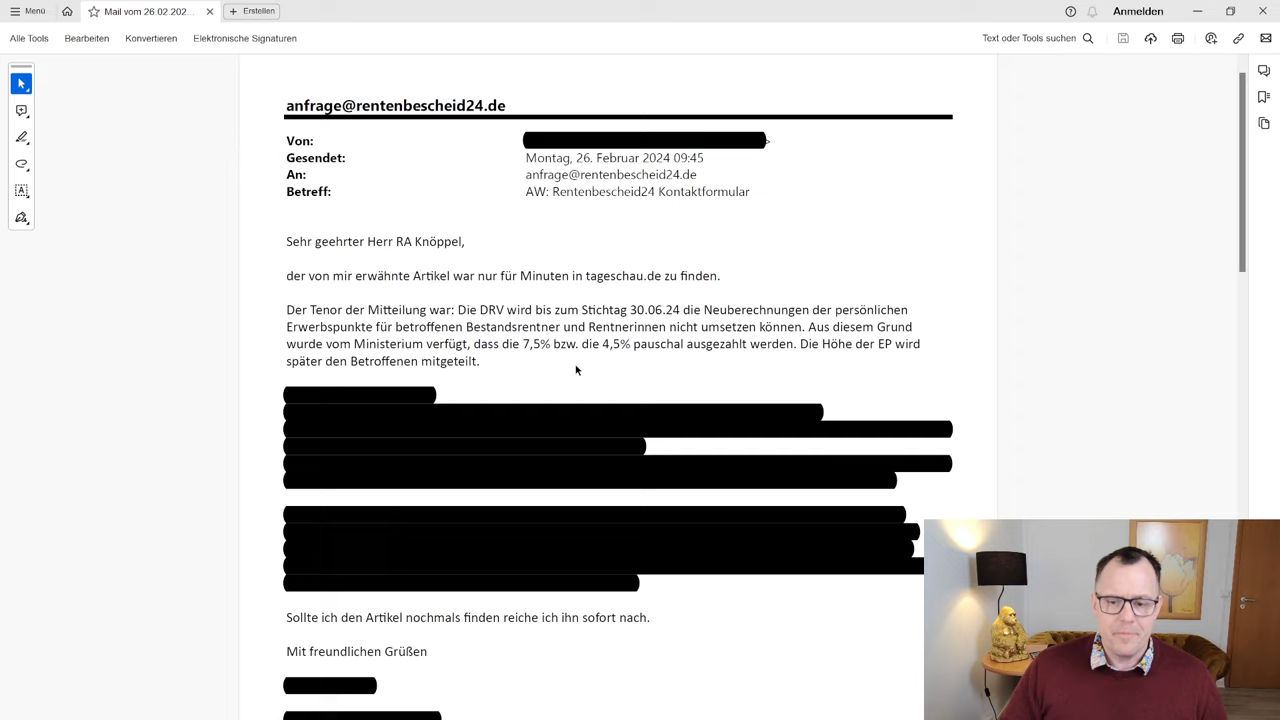 Menü
Mail vom 26.02.202...
Erstellen
Anmelden
Alle Tools
Bearbeiten
Konvertieren
Elektronische Signaturen
Text oder Tools suchen
anfrage@rentenbescheid24.de
Von:
>
Gesendet: Montag, 26. Februar 2024 09:45
An: anfrage@rentenbescheid24.de
Betreff: AW: Rentenbescheid24 Kontaktformular
Sehr geehrter Herr RA Knöppel,
der von mir erwähnte Artikel war nur für Minuten in tageschau.de zu finden.
Der Tenor der Mitteilung war: Die DRV wird bis zum Stichtag 30.06.24 die Neuberechnungen der persönlichen
Erwerbspunkte für betroffenen Bestandsrentner und Rentnerinnen nicht umsetzen können. Aus diesem Grund
wurde vom Ministerium verfügt, dass die 7,5% bzw. die 4,5% pauschal ausgezahlt werden. Die Höhe der EP wird
später den Betroffenen mitgeteilt.
Sollte ich den Artikel nochmals finden reiche ich ihn sofort nach.
Mit freundlichen Grüßen